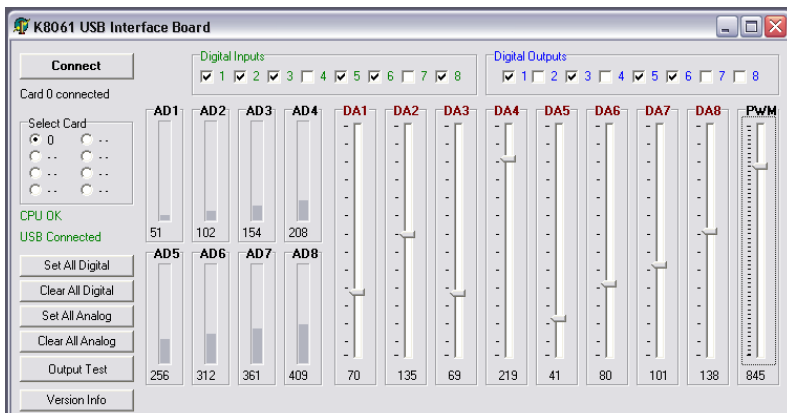 K8061 USB Interface Board
Connect
Card 0 connected
Select Card
0 --
-- --
-- --
-- --
CPU OK
USB Connected
Set All Digital
Clear All Digital
Set All Analog
Clear All Analog
Output Test
Version Info
Digital Inputs
1 2 3 4 5 6 7 8
Digital Outputs
1 2 3 4 5 6 7 8
AD1 AD2 AD3 AD4
51 102 154 208
AD5 AD6 AD7 AD8
256 312 361 409
DA1 DA2 DA3 DA4 DA5 DA6 DA7 DA8 PWM
70 135 69 219 41 80 101 138 845